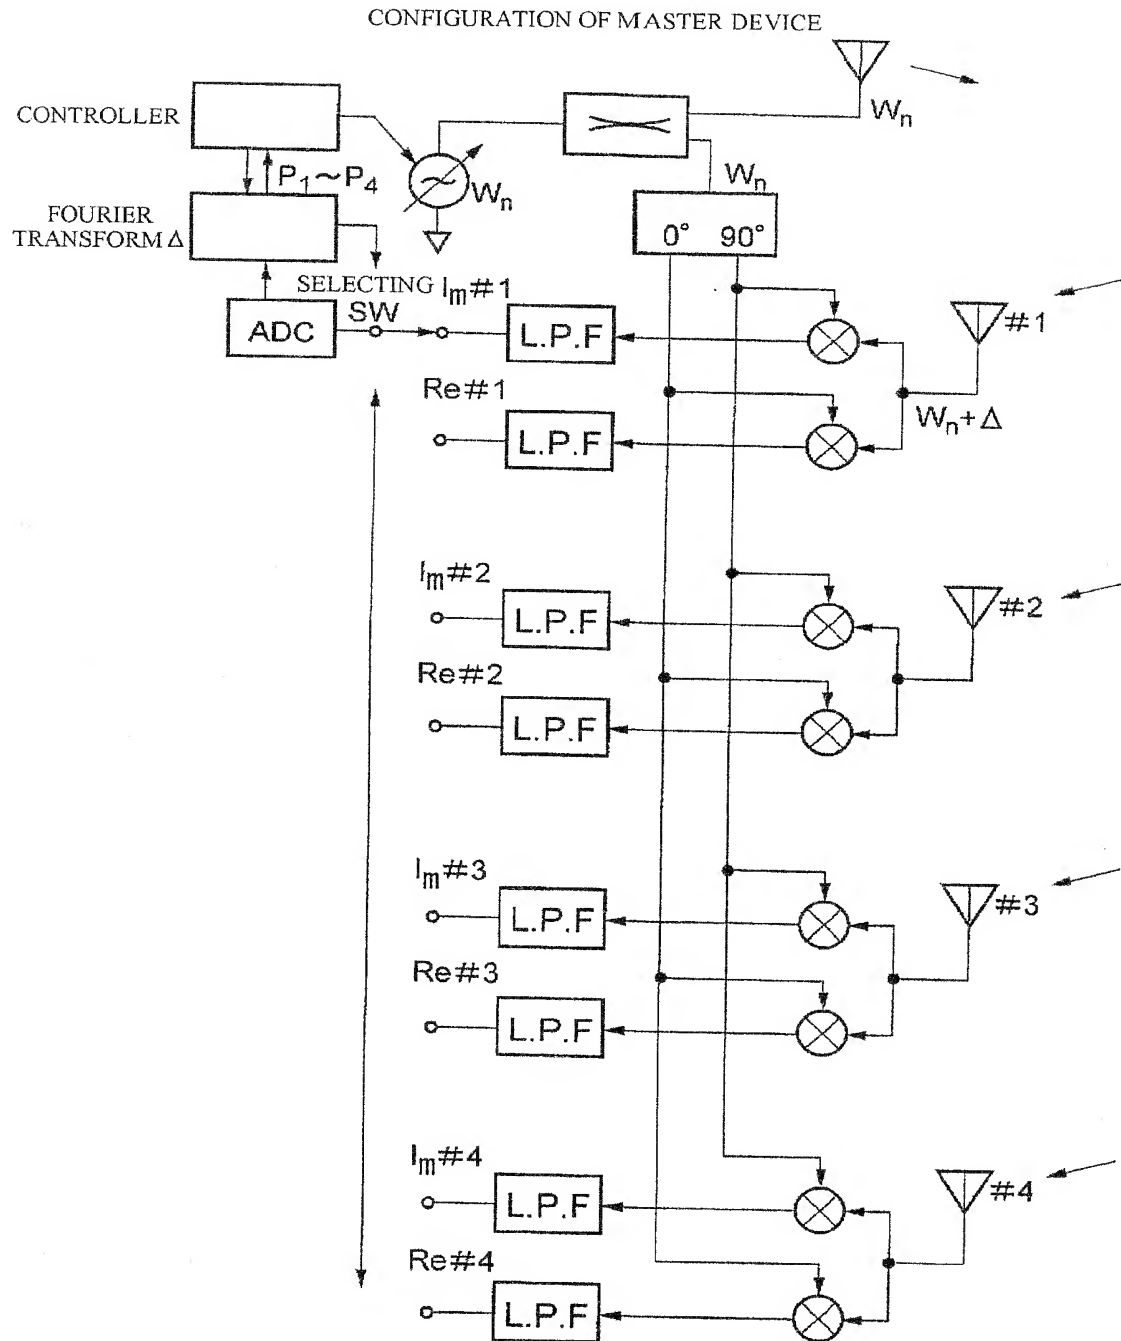 CONFIGURATION OF MASTER DEVICE
CONTROLLER
Wn
P1~P4
Wn
Wn
FOURIER
TRANSFORM Δ
0° 90°
SELECTING
SW
Im#1
ADC
L.P.F
#1
Re#1
Wn+Δ
L.P.F
Im#2
L.P.F
#2
Re#2
L.P.F
Im#3
L.P.F
#3
Re#3
L.P.F
Im#4
L.P.F
#4
Re#4
L.P.F